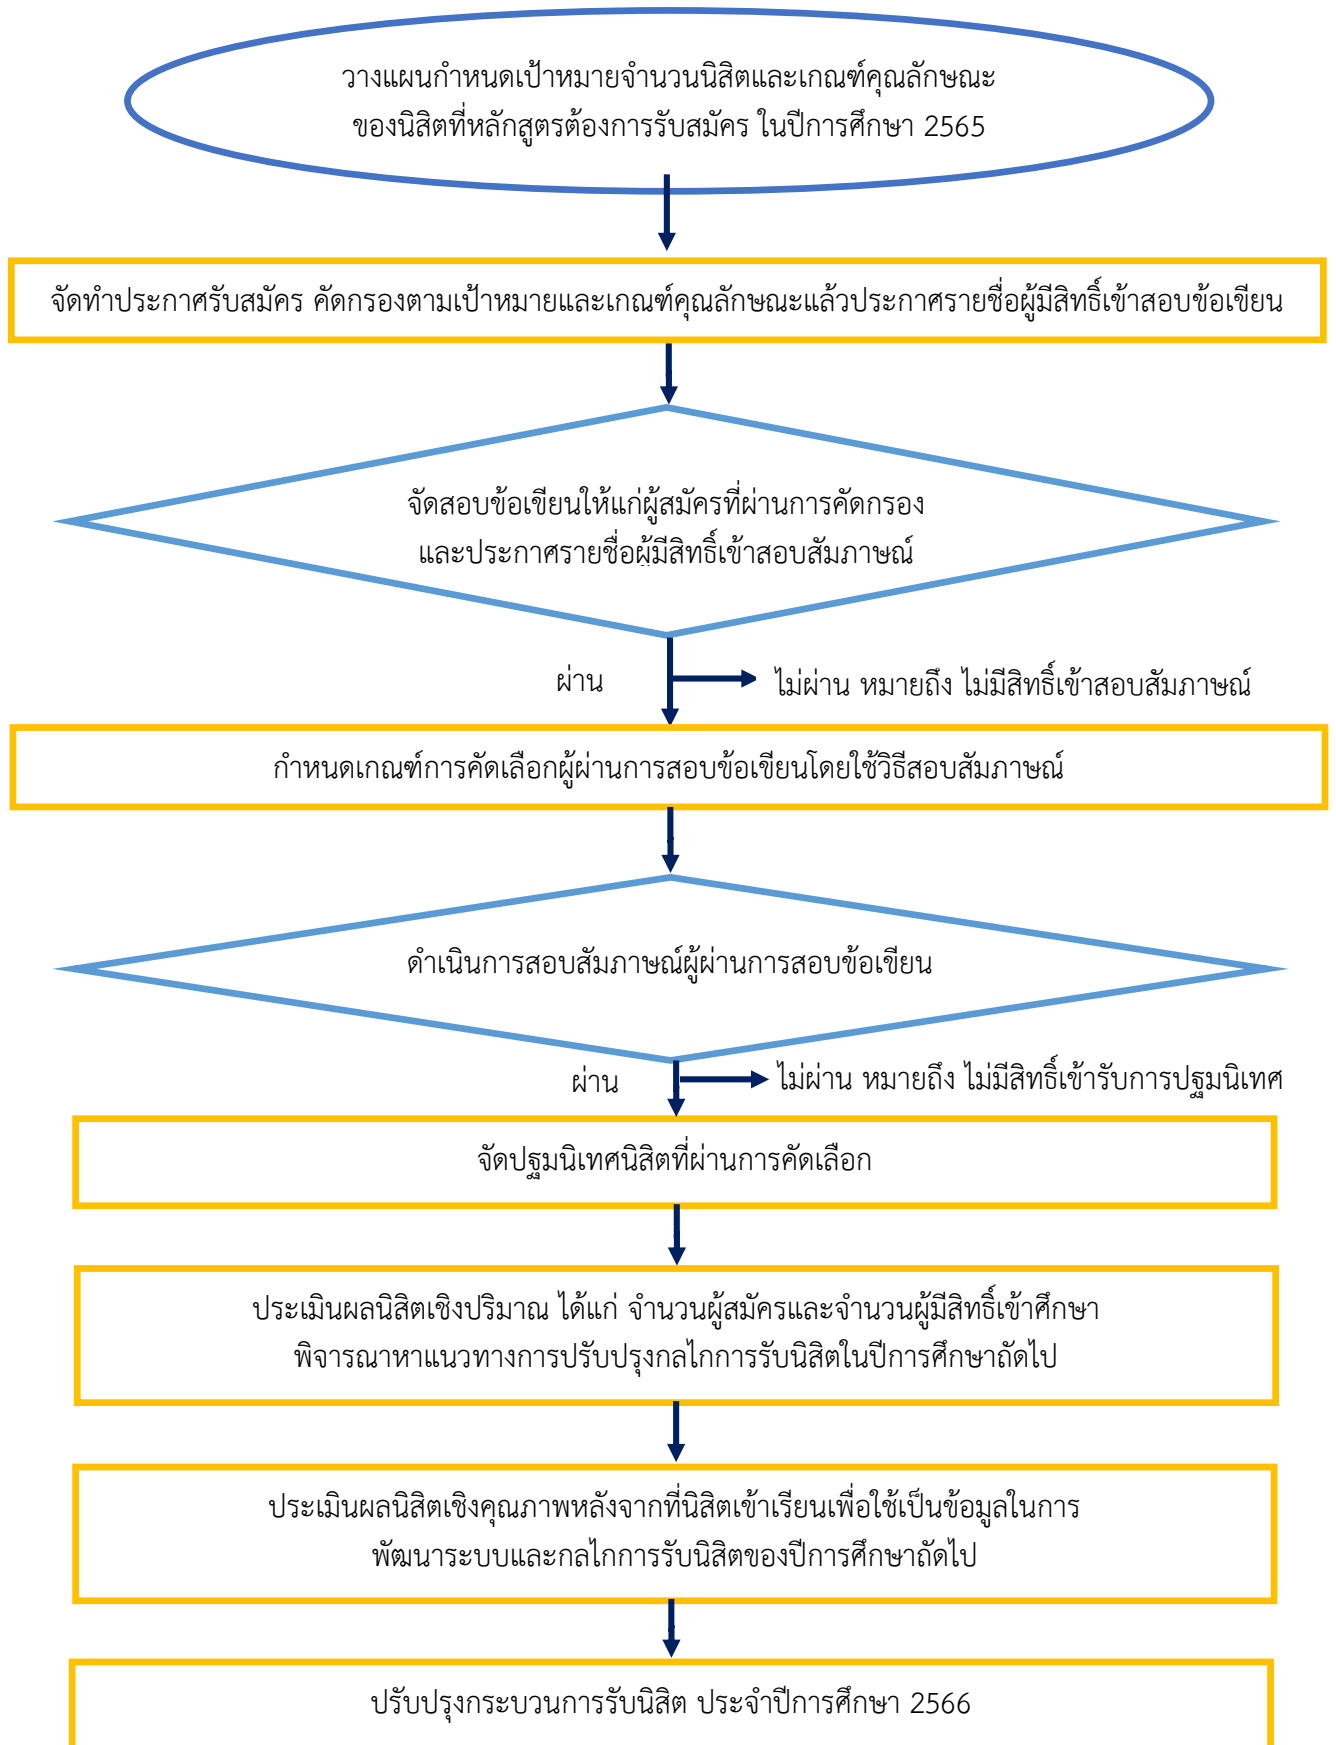 วางแผนกำหนดเป้าหมายจำนวนนิสิตและเกณฑ์คุณลักษณะ
ของนิสิตที่หลักสูตรต้องการรับสมัคร ในปีการศึกษา 2565
จัดทำประกาศรับสมัคร คัดกรองตามเป้าหมายและเกณฑ์คุณลักษณะแล้วประกาศรายชื่อผู้มีสิทธิ์เข้าสอบข้อเขียน
จัดสอบข้อเขียนให้แก่ผู้สมัครที่ผ่านการคัดกรอง
และประกาศรายชื่อผู้มีสิทธิ์เข้าสอบสัมภาษณ์
ผ่าน
ไม่ผ่าน หมายถึง ไม่มีสิทธิ์เข้าสอบสัมภาษณ์
กำหนดเกณฑ์การคัดเลือกผู้ผ่านการสอบข้อเขียนโดยใช้วิธีสอบสัมภาษณ์
ดำเนินการสอบสัมภาษณ์ผู้ผ่านการสอบข้อเขียน
ผ่าน
ไม่ผ่าน หมายถึง ไม่มีสิทธิ์เข้ารับการปฐมนิเทศ
จัดปฐมนิเทศนิสิตที่ผ่านการคัดเลือก
ประเมินผลนิสิตเชิงปริมาณ ได้แก่ จำนวนผู้สมัครและจำนวนผู้มีสิทธิ์เข้าศึกษา
พิจารณาหาแนวทางการปรับปรุงกลไกการรับนิสิตในปีการศึกษาถัดไป
ประเมินผลนิสิตเชิงคุณภาพหลังจากที่นิสิตเข้าเรียนเพื่อใช้เป็นข้อมูลในการ
พัฒนาระบบและกลไกการรับนิสิตของปีการศึกษาถัดไป
ปรับปรุงกระบวนการรับนิสิต ประจำปีการศึกษา 2566